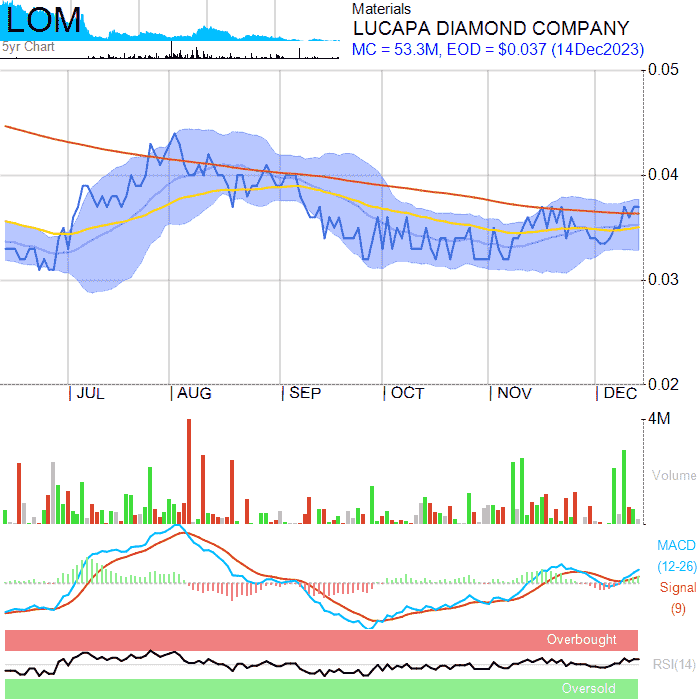 LOM
5yr Chart
Materials
LUCAPA DIAMOND COMPANY
MC = 53.3M, EOD = $0.037 (14Dec2023)
0.05
0.04
0.03
0.02
JUL AUG SEP OCT NOV DEC
4M
Volume
MACD
(12-26)
Signal
(9)
Overbought
RSI(14)
Oversold